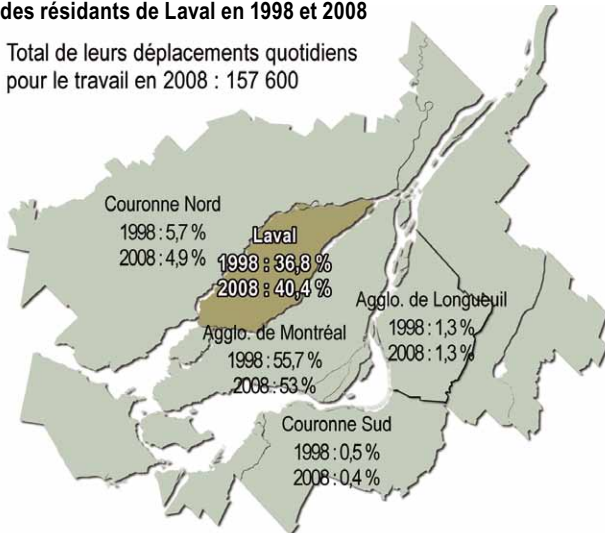 des résidants de Laval en 1998 et 2008
Total de leurs déplacements quotidiens
pour le travail en 2008 : 157 600
Couronne Nord
1998 : 5,7 %
2008 : 4,9 %
Laval
1998 : 36,8 %
2008 : 40,4 %
Agglo. de Longueuil
1998 : 1,3 %
2008 : 1,3 %
Agglo. de Montréal
1998 : 55,7 %
2008 : 53 %
Couronne Sud
1998 : 0,5 %
2008 : 0,4 %